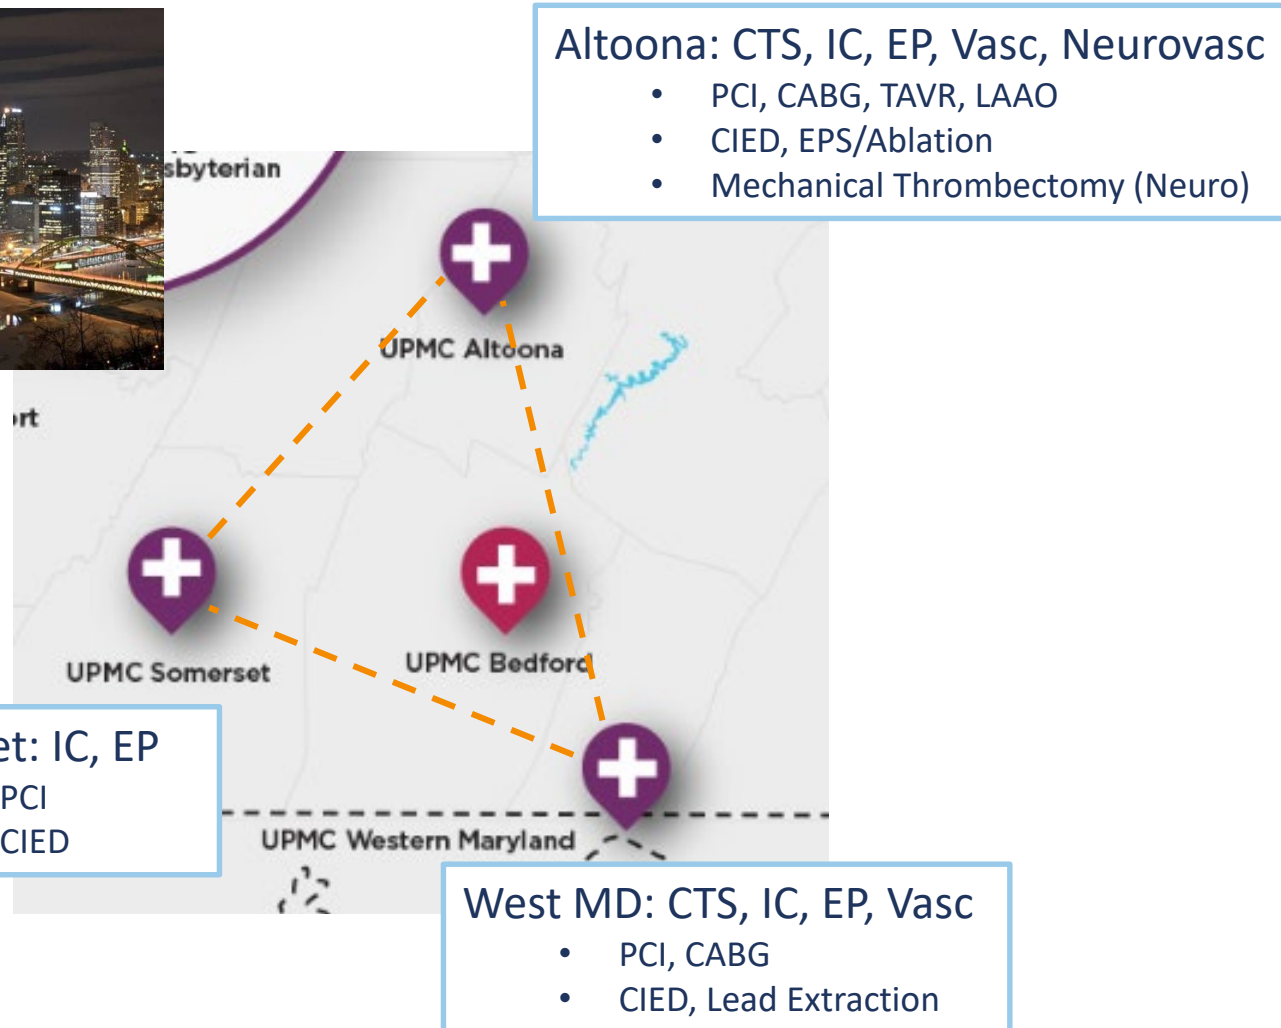 Altoona: CTS, IC, EP, Vasc, Neurovasc
• PCI, CABG, TAVR, LAAO
• CIED, EPS/Ablation
• Mechanical Thrombectomy (Neuro)
sbyterian
UPMC Altoona
ort
UPMC Somerset
UPMC Bedford
et: IC, EP
PCI
CIED
UPMC Western Maryland
West MD: CTS, IC, EP, Vasc
• PCI, CABG
• CIED, Lead Extraction